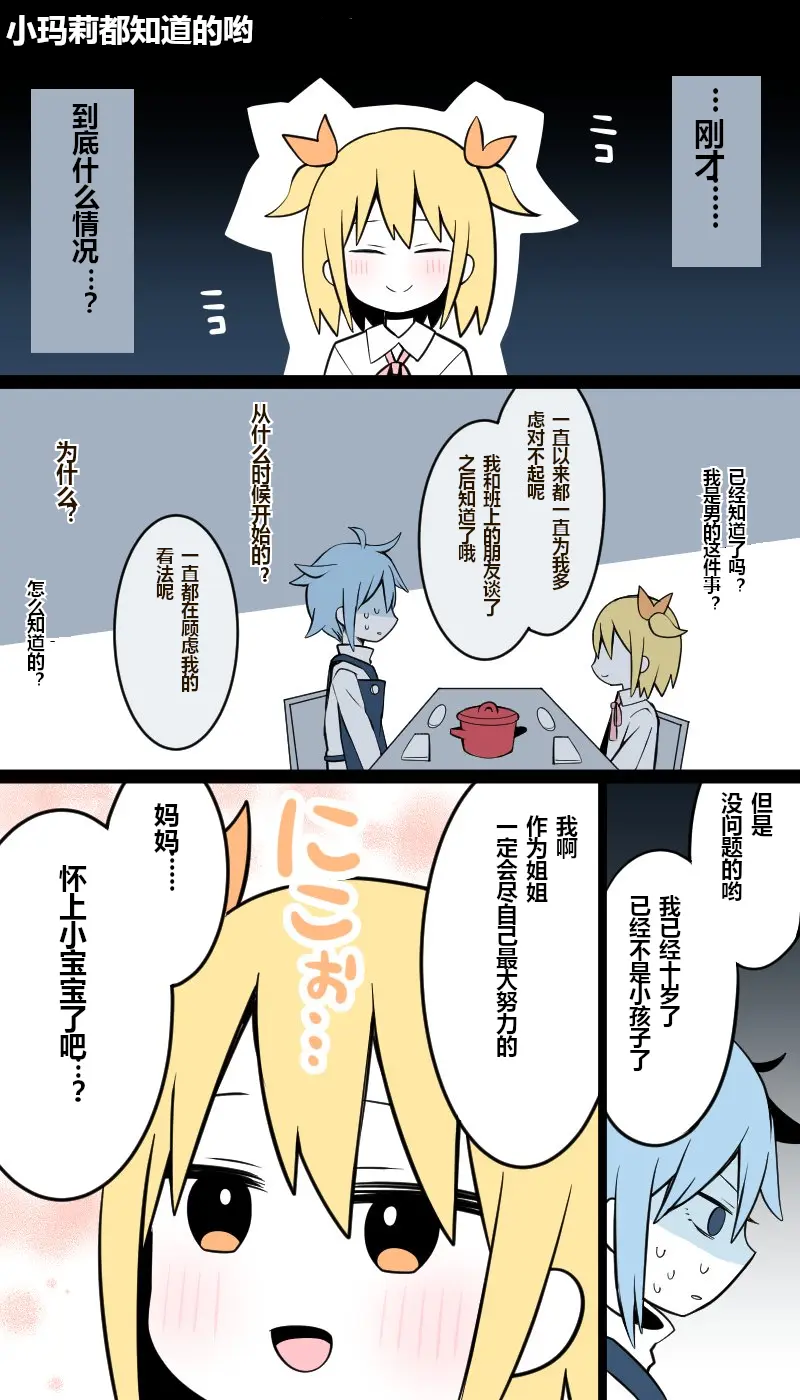 小玛莉都知道的哟
…刚才……
ニコ
ニコ
到底什么情况…?
已经知道了吗?
我是男的这件事?
一直以来都一直为我多
虑对不起呢
我和班上的朋友谈了
之后知道了哦
从什么时候开始的?
一直都在顾虑我的
看法呢
为什么?
怎么知道的?
但是
没问题的哟
我已经十岁了
已经不是小孩子了
我啊
作为姐姐
一定会尽自己最大努力的
にこぉ…
妈妈……
怀上小宝宝了吧…?